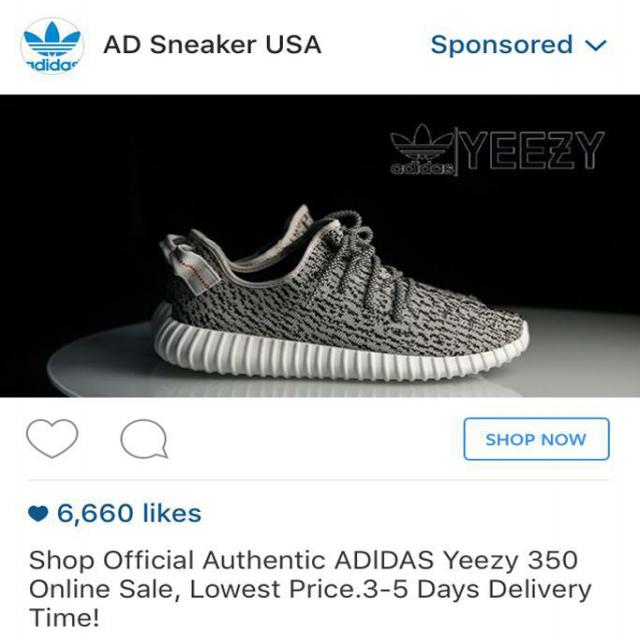 adidas
AD Sneaker USA
Sponsored
adidas
YEEZY
SHOP NOW
6,660 likes
Shop Official Authentic ADIDAS Yeezy 350
Online Sale, Lowest Price.3-5 Days Delivery
Time!